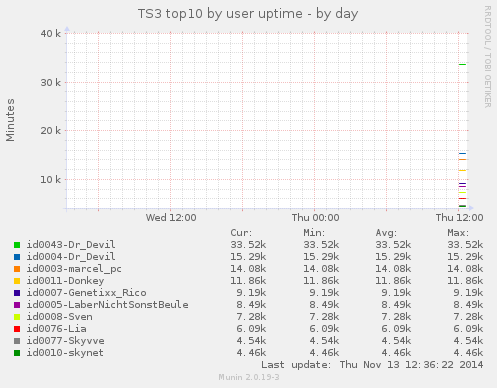 TS3 top10 by user uptime - by day
RRDTOOL / TOBI OETIKER
Minutes
40 k
30 k
20 k
10 k
Wed 12:00 Thu 00:00 Thu 12:00
Cur: Min: Avg: Max:
id0043-Dr_Devil 33.52k 33.52k 33.52k 33.52k
id0004-Dr_Devil 15.29k 15.29k 15.29k 15.29k
id0003-marcel_pc 14.08k 14.08k 14.08k 14.08k
id0011-Donkey 11.86k 11.86k 11.86k 11.86k
id0007-Genetixx_Rico 9.19k 9.19k 9.19k 9.19k
id0005-LaberNichtSonstBeule 8.49k 8.49k 8.49k 8.49k
id0008-Sven 7.28k 7.28k 7.28k 7.28k
id0076-Lia 6.09k 6.09k 6.09k 6.09k
id0077-Skyvve 4.54k 4.54k 4.54k 4.54k
id0010-skynet 4.46k 4.46k 4.46k 4.46k
Last update: Thu Nov 13 12:36:22 2014
Munin 2.0.19-3